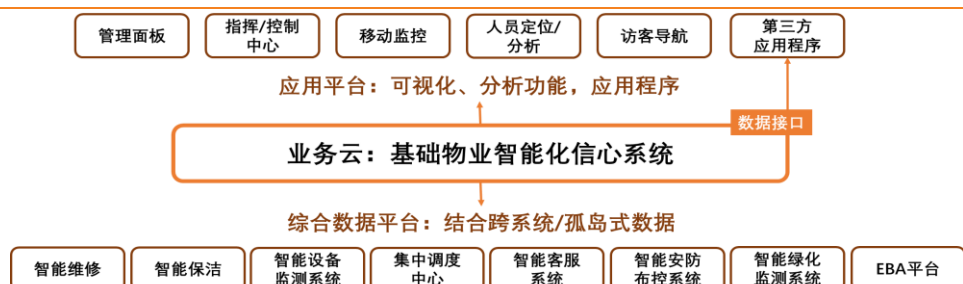 管理面板
指挥/控制
中心
移动监控
人员定位/
分析
访客导航
第三方
应用程序
应用平台：可视化、分析功能，应用程序
数据接口
业务云：基础物业智能化信心系统
综合数据平台：结合跨系统/孤岛式数据
智能维修
智能保洁
智能设备
监测系统
集中调度
中心
智能客服
系统
智能安防
布控系统
智能绿化
监测系统
EBA平台